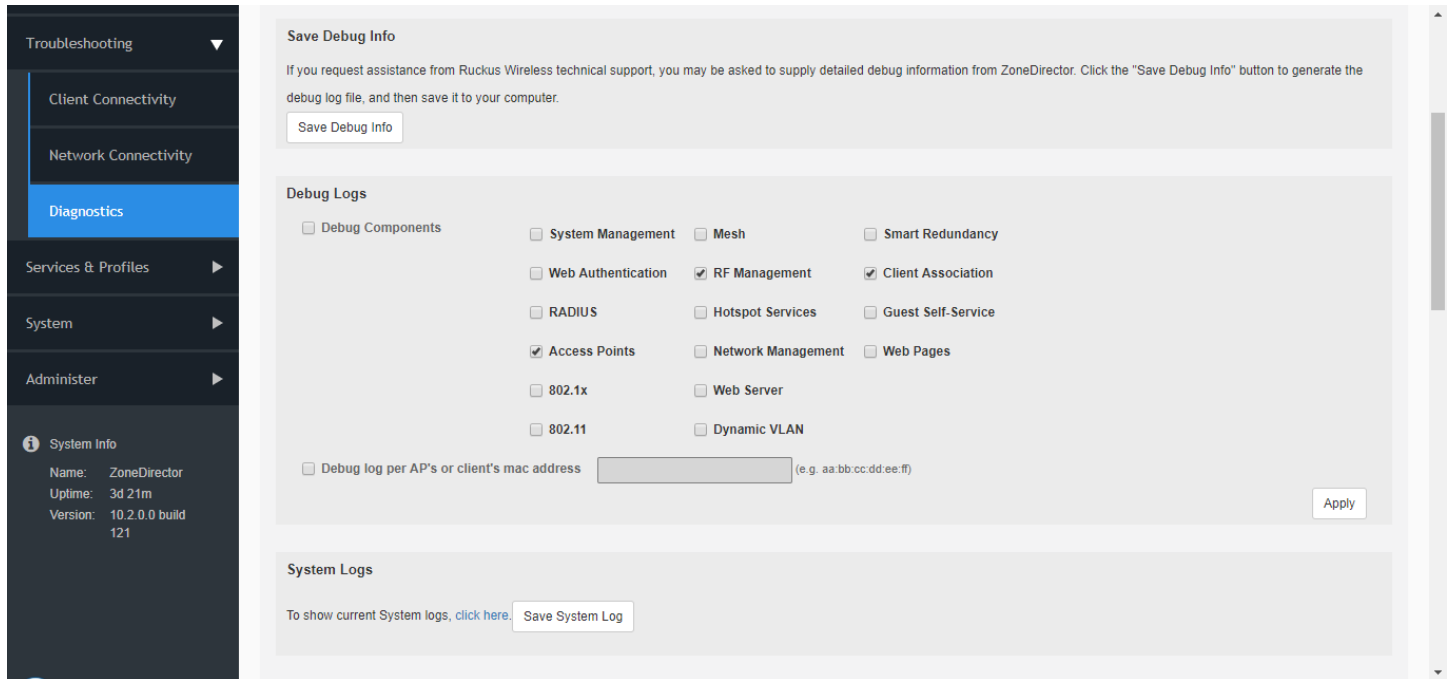 Troubleshooting
Client Connectivity
Network Connectivity
Diagnostics
Services & Profiles
System
Administer
System Info
Name: ZoneDirector
Uptime: 3d 21m
Version: 10.2.0.0 build
121
Save Debug Info
If you request assistance from Ruckus Wireless technical support, you may be asked to supply detailed debug information from ZoneDirector. Click the "Save Debug Info" button to generate the
debug log file, and then save it to your computer.
Save Debug Info
Debug Logs
Debug Components
System Management Mesh Smart Redundancy
Web Authentication RF Management Client Association
RADIUS Hotspot Services Guest Self-Service
Access Points Network Management Web Pages
802.1x Web Server
802.11 Dynamic VLAN
Debug log per AP's or client's mac address (e.g. aa:bb:cc:dd:ee:ff)
Apply
System Logs
To show current System logs, click here. Save System Log